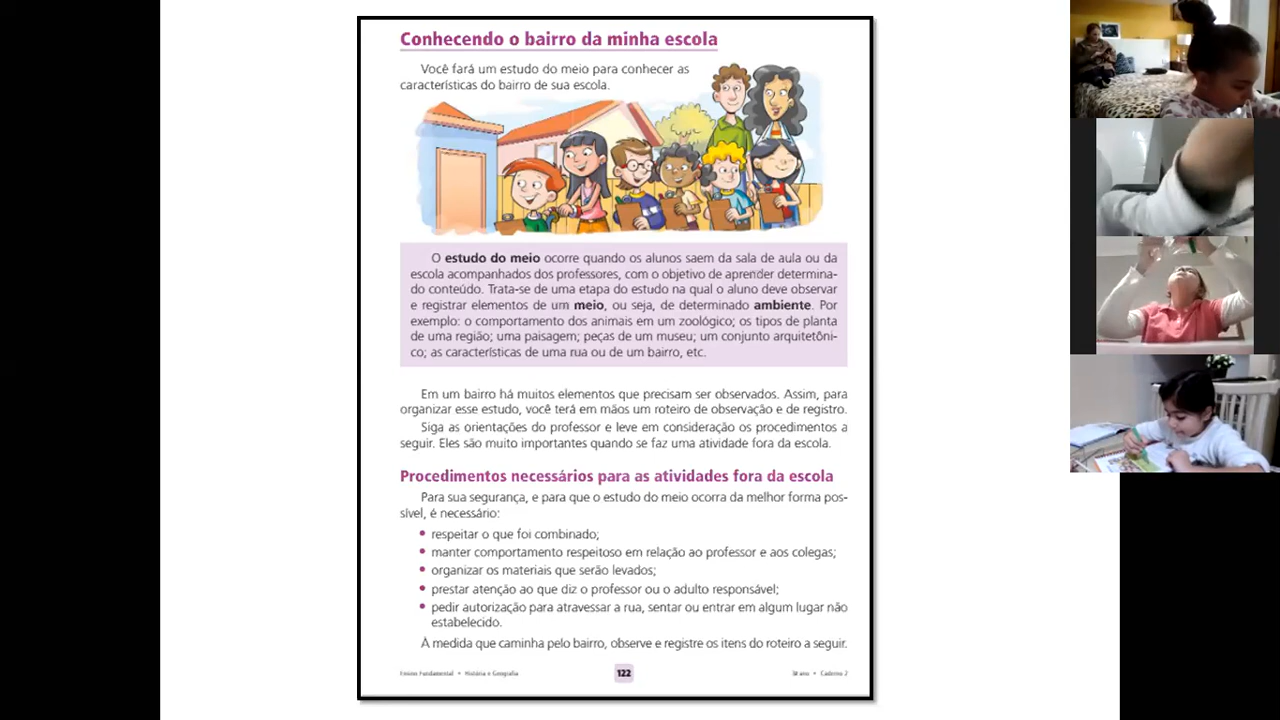 Conhecendo o bairro da minha escola
Você fará um estudo do meio para conhecer as
características do bairro de sua escola.
O estudo do meio ocorre quando os alunos saem da sala de aula ou da
escola acompanhados dos professores, com o objetivo de aprender determina-
do conteúdo. Trata-se de uma etapa do estudo na qual o aluno deve observar
e registrar elementos de um meio, ou seja, de determinado ambiente. Por
exemplo: o comportamento dos animais em um zoológico; os tipos de planta
de uma região; uma paisagem; peças de um museu; um conjunto arquitetôni-
co; as características de uma rua ou de um bairro, etc.
Em um bairro há muitos elementos que precisam ser observados. Assim, para
organizar esse estudo, você terá em mãos um roteiro de observação e de registro.
Siga as orientações do professor e leve em consideração os procedimentos a
seguir. Eles são muito importantes quando se faz uma atividade fora da escola.
Procedimentos necessários para as atividades fora da escola
Para sua segurança, e para que o estudo do meio ocorra da melhor forma pos-
sível, é necessário:
• respeitar o que foi combinado;
• manter comportamento respeitoso em relação ao professor e aos colegas;
• organizar os materiais que serão levados;
• prestar atenção ao que diz o professor ou o adulto responsável;
• pedir autorização para atravessar a rua, sentar ou entrar em algum lugar não
estabelecido.
À medida que caminha pelo bairro, observe e registre os itens do roteiro a seguir.
Ensino Fundamental • História e Geografia
122
3º ano • Caderno 2